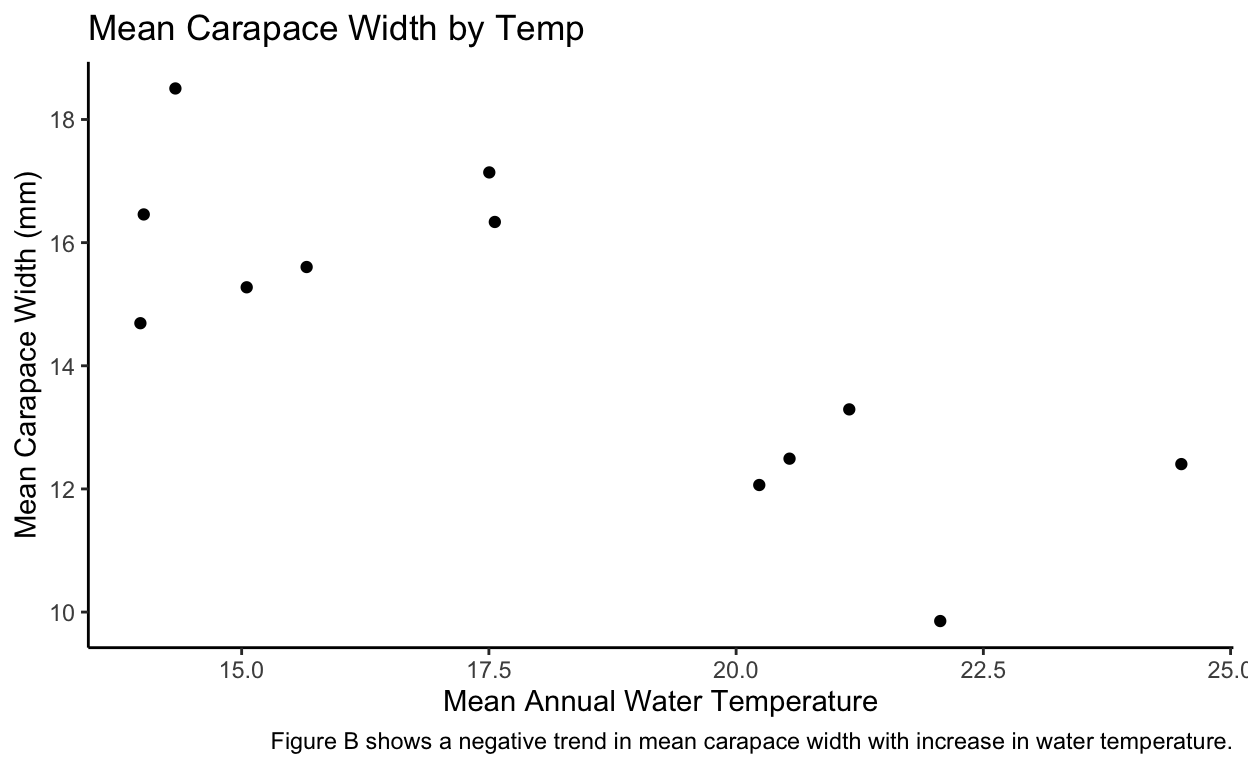 Mean Carapace Width by Temp
Mean Carapace Width (mm)
18
16
14
12
10
15.0
17.5
20.0
22.5
25.0
Mean Annual Water Temperature
Figure B shows a negative trend in mean carapace width with increase in water temperature.